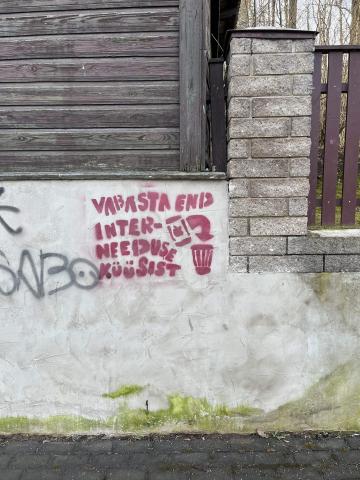 VABASTA END
INTER-
NEEDUSE
KÜÜSIST